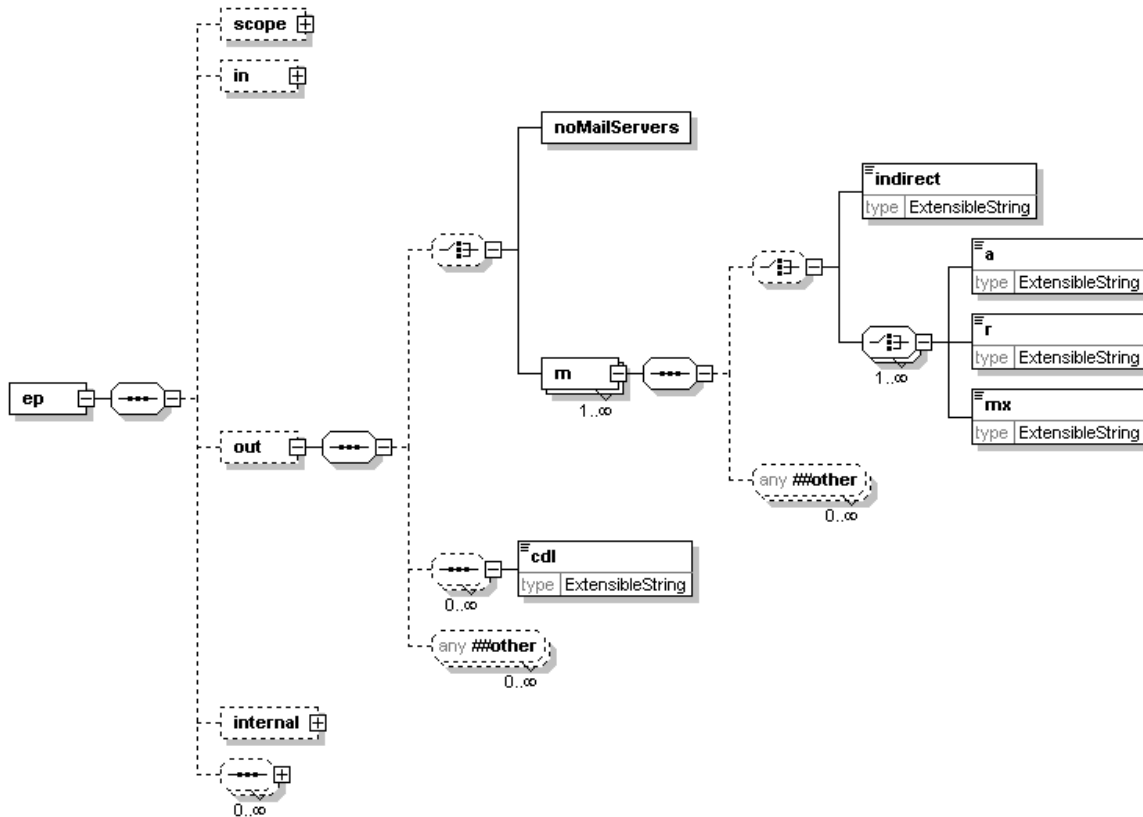 scope
in
noMailServers
indirect
type ExtensibleString
a
type ExtensibleString
r
type ExtensibleString
1..∞
mx
type ExtensibleString
ep
m
1..∞
out
any ##other
0..∞
cdl
type ExtensibleString
0..∞
any ##other
0..∞
internal
0..∞